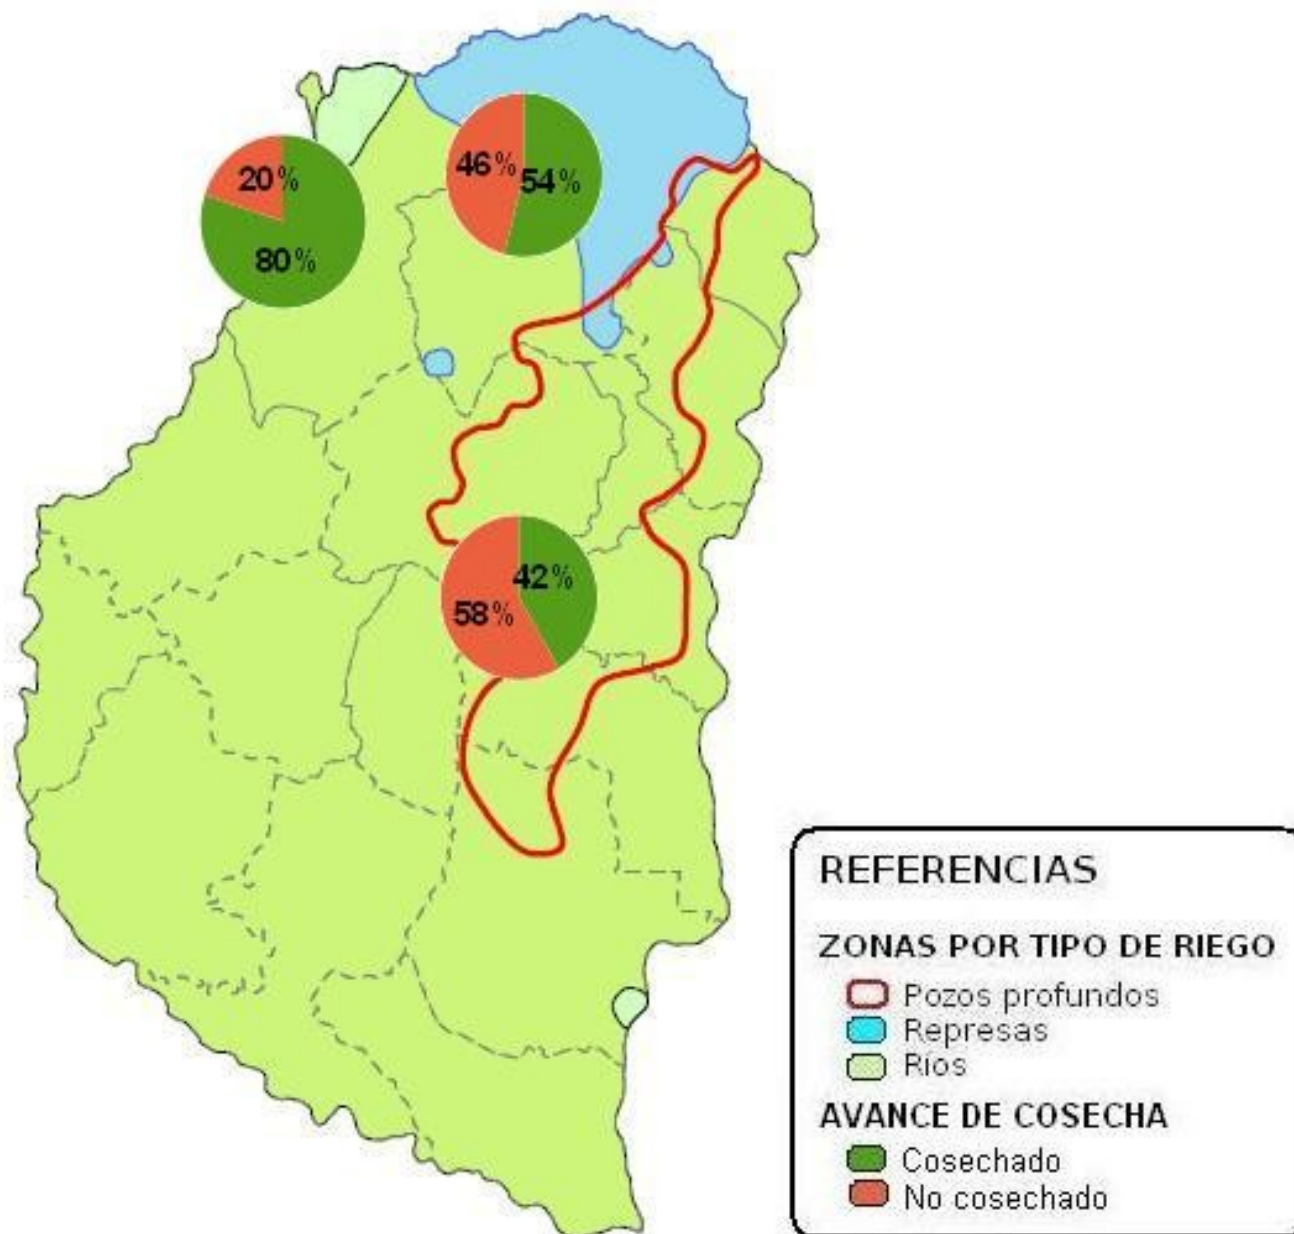 46%
54%
20%
80%
42%
58%
REFERENCIAS
ZONAS POR TIPO DE RIEGO
Pozos profundos
Represas
Ríos
AVANCE DE COSECHA
Cosechado
No cosechado